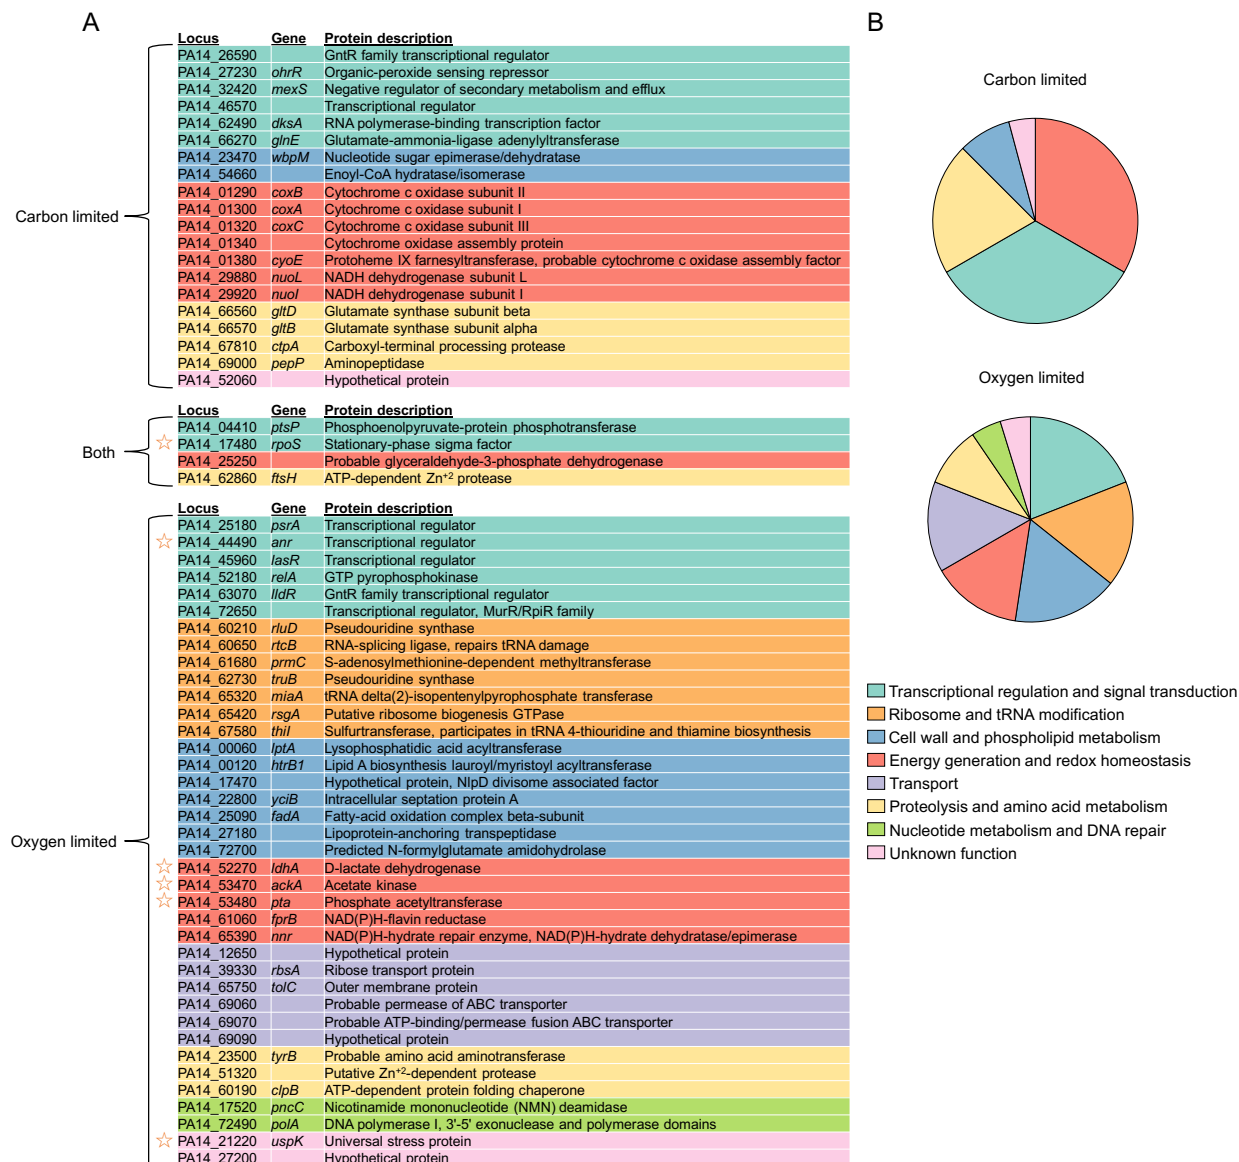 A
Locus Gene Protein description
PA14_26590 GntR family transcriptional regulator
PA14_27230 ohrR Organic-peroxide sensing repressor
PA14_32420 mexS Negative regulator of secondary metabolism and efflux
PA14_46570 Transcriptional regulator
PA14_62490 dksA RNA polymerase-binding transcription factor
PA14_66270 glnE Glutamate-ammonia-ligase adenylyltransferase
PA14_23470 wbpM Nucleotide sugar epimerase/dehydratase
PA14_54660 Enoyl-CoA hydratase/isomerase
PA14_01290 coxB Cytochrome c oxidase subunit II
PA14_01300 coxA Cytochrome c oxidase subunit I
Carbon limited
PA14_01320 coxC Cytochrome c oxidase subunit III
PA14_01340 Cytochrome oxidase assembly protein
PA14_01380 cyoE Protoheme IX farnesyltransferase, probable cytochrome c oxidase assembly factor
PA14_29880 nuoL NADH dehydrogenase subunit L
PA14_29920 nuoI NADH dehydrogenase subunit I
PA14_66560 gltD Glutamate synthase subunit beta
PA14_66570 gltB Glutamate synthase subunit alpha
PA14_67810 ctpA Carboxyl-terminal processing protease
PA14_69000 pepP Aminopeptidase
PA14_52060 Hypothetical protein
Locus Gene Protein description
PA14_04410 ptsP Phosphoenolpyruvate-protein phosphotransferase
PA14_17480 rpoS Stationary-phase sigma factor
Both
PA14_25250 Probable glyceraldehyde-3-phosphate dehydrogenase
PA14_62860 ftsH ATP-dependent Zn+2 protease
Locus Gene Protein description
PA14_25180 psrA Transcriptional regulator
PA14_44490 anr Transcriptional regulator
PA14_45960 lasR Transcriptional regulator
PA14_52180 relA GTP pyrophosphokinase
PA14_63070 lldR GntR family transcriptional regulator
PA14_72650 Transcriptional regulator, MurR/RpiR family
PA14_60210 rluD Pseudouridine synthase
PA14_60650 rtcB RNA-splicing ligase, repairs tRNA damage
PA14_61680 prmC S-adenosylmethionine-dependent methyltransferase
PA14_62730 truB Pseudouridine synthase
PA14_65320 miaA tRNA delta(2)-isopentenylpyrophosphate transferase
PA14_65420 rsgA Putative ribosome biogenesis GTPase
PA14_67580 thiI Sulfurtransferase, participates in tRNA 4-thiouridine and thiamine biosynthesis
PA14_00060 lptA Lysophosphatidic acid acyltransferase
PA14_00120 htrB1 Lipid A biosynthesis lauroyl/myristoyl acyltransferase
PA14_17470 Hypothetical protein, NlpD divisome associated factor
PA14_22800 yciB Intracellular septation protein A
PA14_25090 fadA Fatty-acid oxidation complex beta-subunit
PA14_27180 Lipoprotein-anchoring transpeptidase
Oxygen limited
PA14_72700 Predicted N-formylglutamate amidohydrolase
PA14_52270 ldhA D-lactate dehydrogenase
PA14_53470 ackA Acetate kinase
PA14_53480 pta Phosphate acetyltransferase
PA14_61060 fprB NAD(P)H-flavin reductase
PA14_65390 nnr NAD(P)H-hydrate repair enzyme, NAD(P)H-hydrate dehydratase/epimerase
PA14_12650 Hypothetical protein
PA14_39330 rbsA Ribose transport protein
PA14_65750 tolC Outer membrane protein
PA14_69060 Probable permease of ABC transporter
PA14_69070 Probable ATP-binding/permease fusion ABC transporter
PA14_69090 Hypothetical protein
PA14_23500 tyrB Probable amino acid aminotransferase
PA14_51320 Putative Zn+2-dependent protease
PA14_60190 clpB ATP-dependent protein folding chaperone
PA14_17520 pncC Nicotinamide mononucleotide (NMN) deamidase
PA14_72490 polA DNA polymerase I, 3'-5' exonuclease and polymerase domains
PA14_21220 uspK Universal stress protein
PA14_27200 Hypothetical protein
B
Carbon limited
Oxygen limited
Transcriptional regulation and signal transduction
Ribosome and tRNA modification
Cell wall and phospholipid metabolism
Energy generation and redox homeostasis
Transport
Proteolysis and amino acid metabolism
Nucleotide metabolism and DNA repair
Unknown function